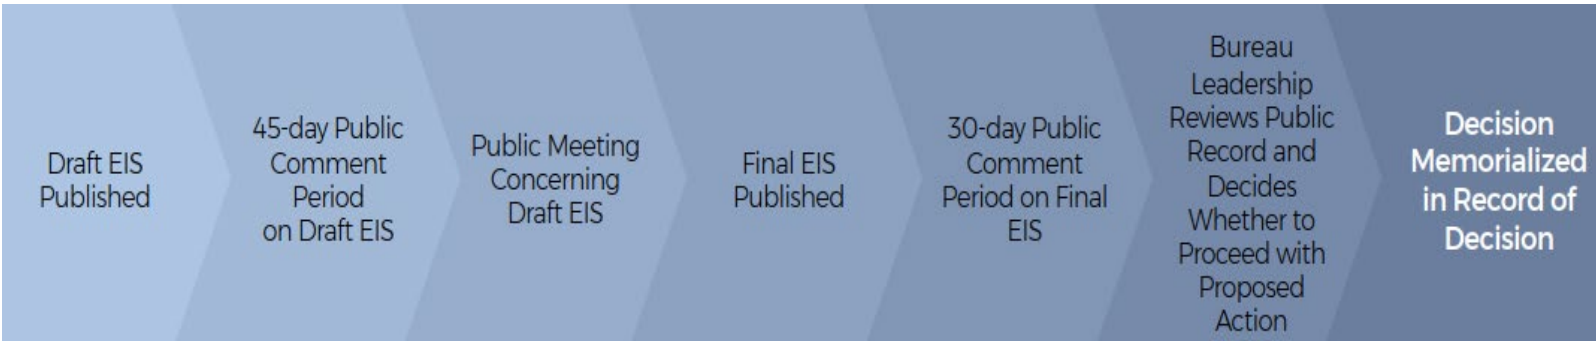 Draft EIS
Published
45-day Public
Comment
Period
on Draft EIS
Public Meeting
Concerning
Draft EIS
Final EIS
Published
30-day Public
Comment
Period on Final
EIS
Bureau
Leadership
Reviews Public
Record and
Decides
Whether to
Proceed with
Proposed
Action
Decision
Memorialized
in Record of
Decision